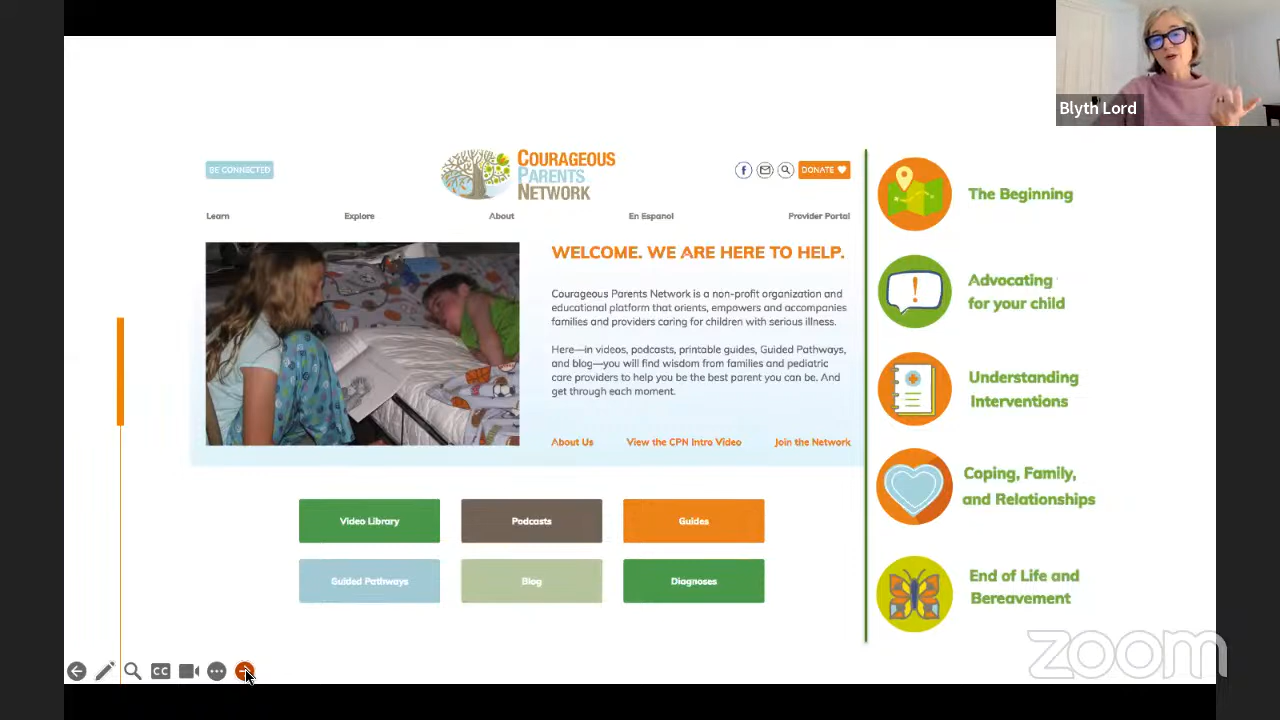 Blyth Lord
BE CONNECTED
COURAGEOUS
PARENTS
NETWORK
f
DONATE
Learn
Explore
About
En Espanol
Provider Portal
WELCOME. WE ARE HERE TO HELP.
Courageous Parents Network is a non-profit organization and
educational platform that orients, empowers and accompanies
families and providers caring for children with serious illness.
Here—in videos, podcasts, printable guides, Guided Pathways,
and blog—you will find wisdom from families and pediatric
care providers to help you be the best parent you can be. And
get through each moment.
About Us
View the CPN Intro Video
Join the Network
Video Library
Podcasts
Guides
Guided Pathways
Blog
Diagnoses
The Beginning
!
Advocating
for your child
Understanding
Interventions
Coping, Family,
and Relationships
End of Life and
Bereavement
CC
zoom